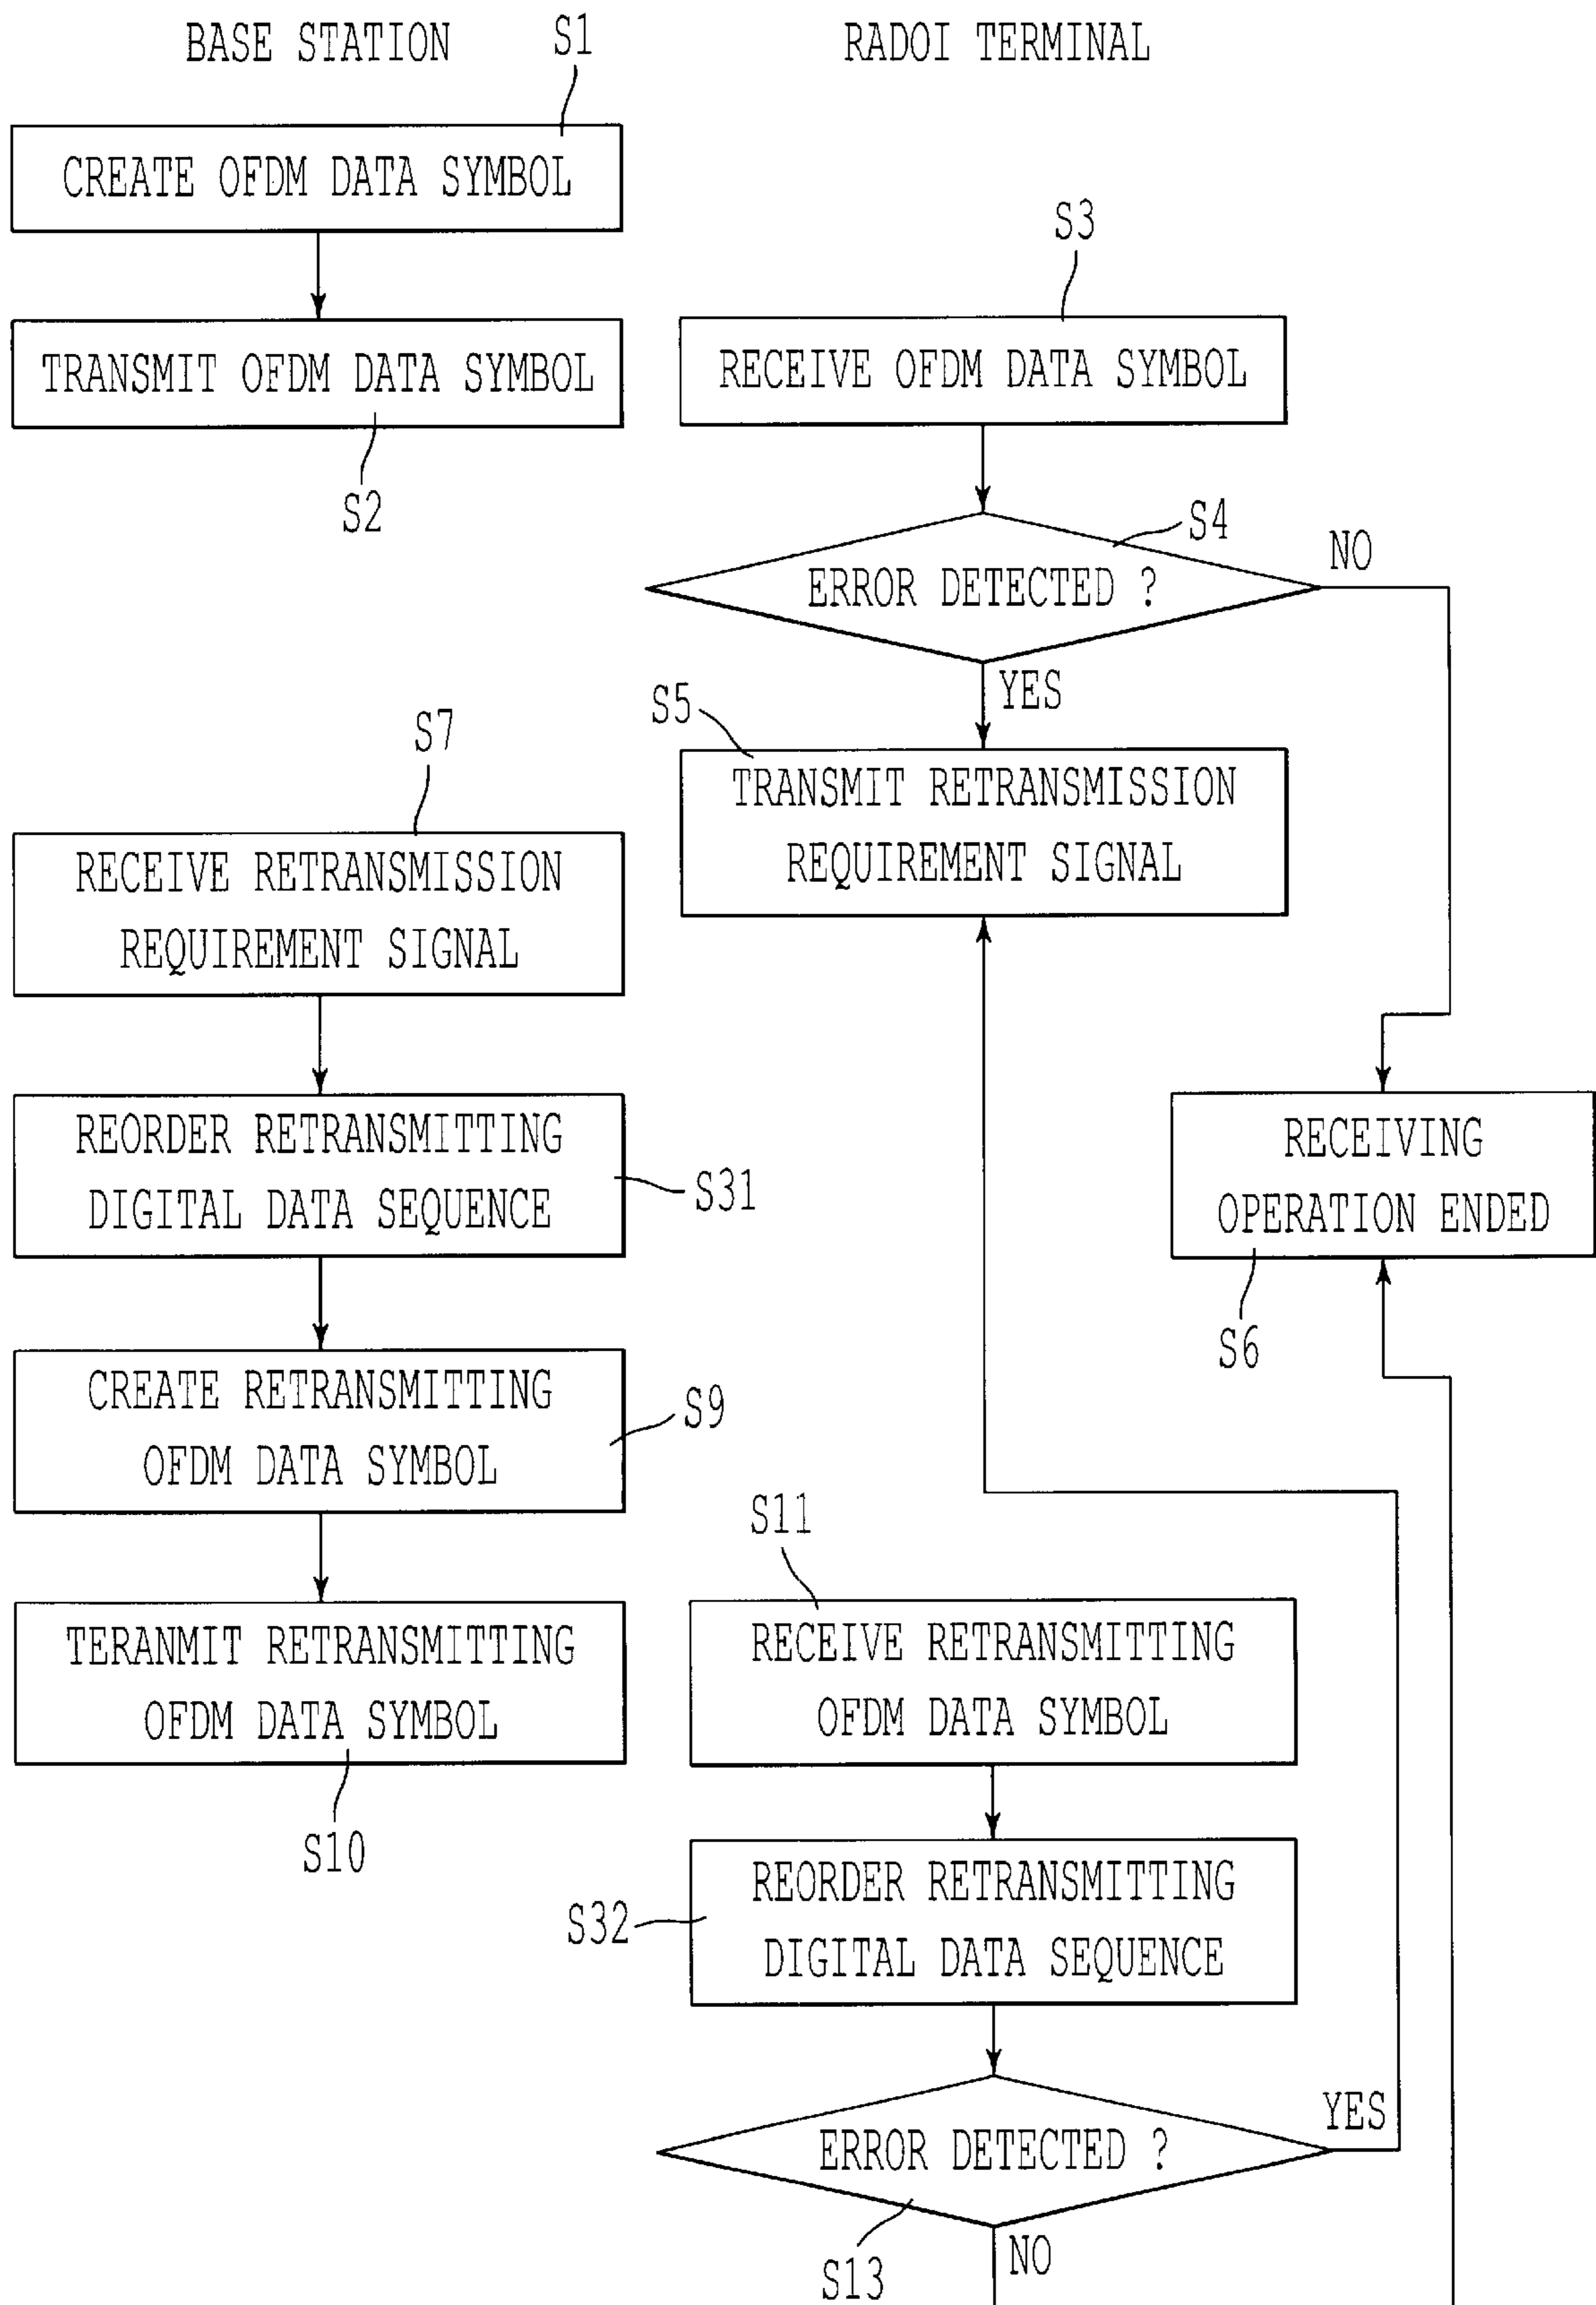 BASE STATION
S1
RADOI TERMINAL
CREATE OFDM DATA SYMBOL
S3
TRANSMIT OFDM DATA SYMBOL
RECEIVE OFDM DATA SYMBOL
S2
S4
NO
ERROR DETECTED ?
YES
S5
S7
TRANSMIT RETRANSMISSION
REQUIREMENT SIGNAL
RECEIVE RETRANSMISSION
REQUIREMENT SIGNAL
REORDER RETRANSMITTING
DIGITAL DATA SEQUENCE
S31
RECEIVING
OPERATION ENDED
S6
CREATE RETRANSMITTING
OFDM DATA SYMBOL
S9
S11
TERANMIT RETRANSMITTING
OFDM DATA SYMBOL
S10
RECEIVE RETRANSMITTING
OFDM DATA SYMBOL
REORDER RETRANSMITTING
DIGITAL DATA SEQUENCE
S32
YES
ERROR DETECTED ?
S13
NO